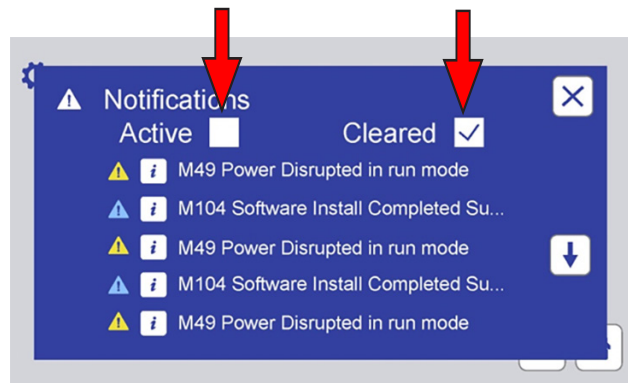 Notifications
Active Cleared
M49 Power Disrupted in run mode
M104 Software Install Completed Su...
M49 Power Disrupted in run mode
M104 Software Install Completed Su...
M49 Power Disrupted in run mode